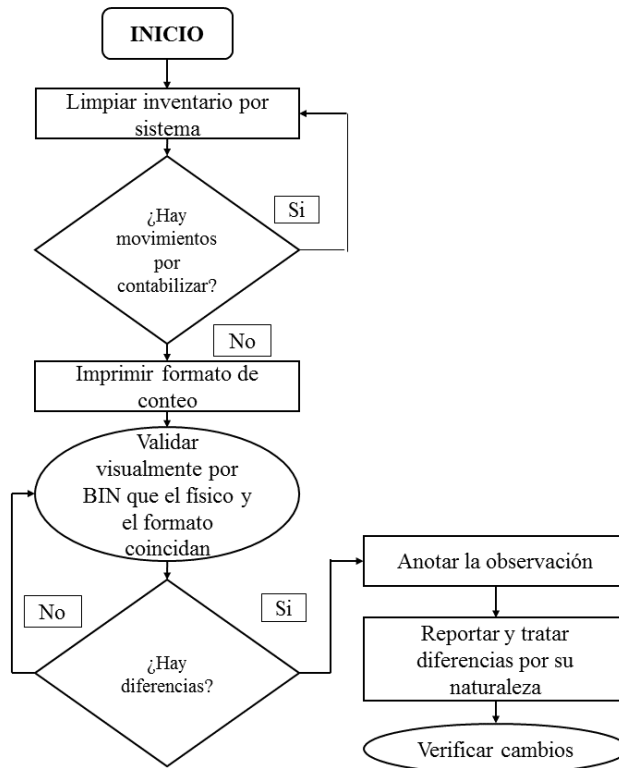 INICIO
Limpiar inventario por
sistema
¿Hay
movimientos
por
contabilizar?
Si
No
Imprimir formato de
conteo
Validar
visualmente por
BIN que el físico y
el formato
coincidan
¿Hay
diferencias?
No
Si
Anotar la observación
Reportar y tratar
diferencias por su
naturaleza
Verificar cambios